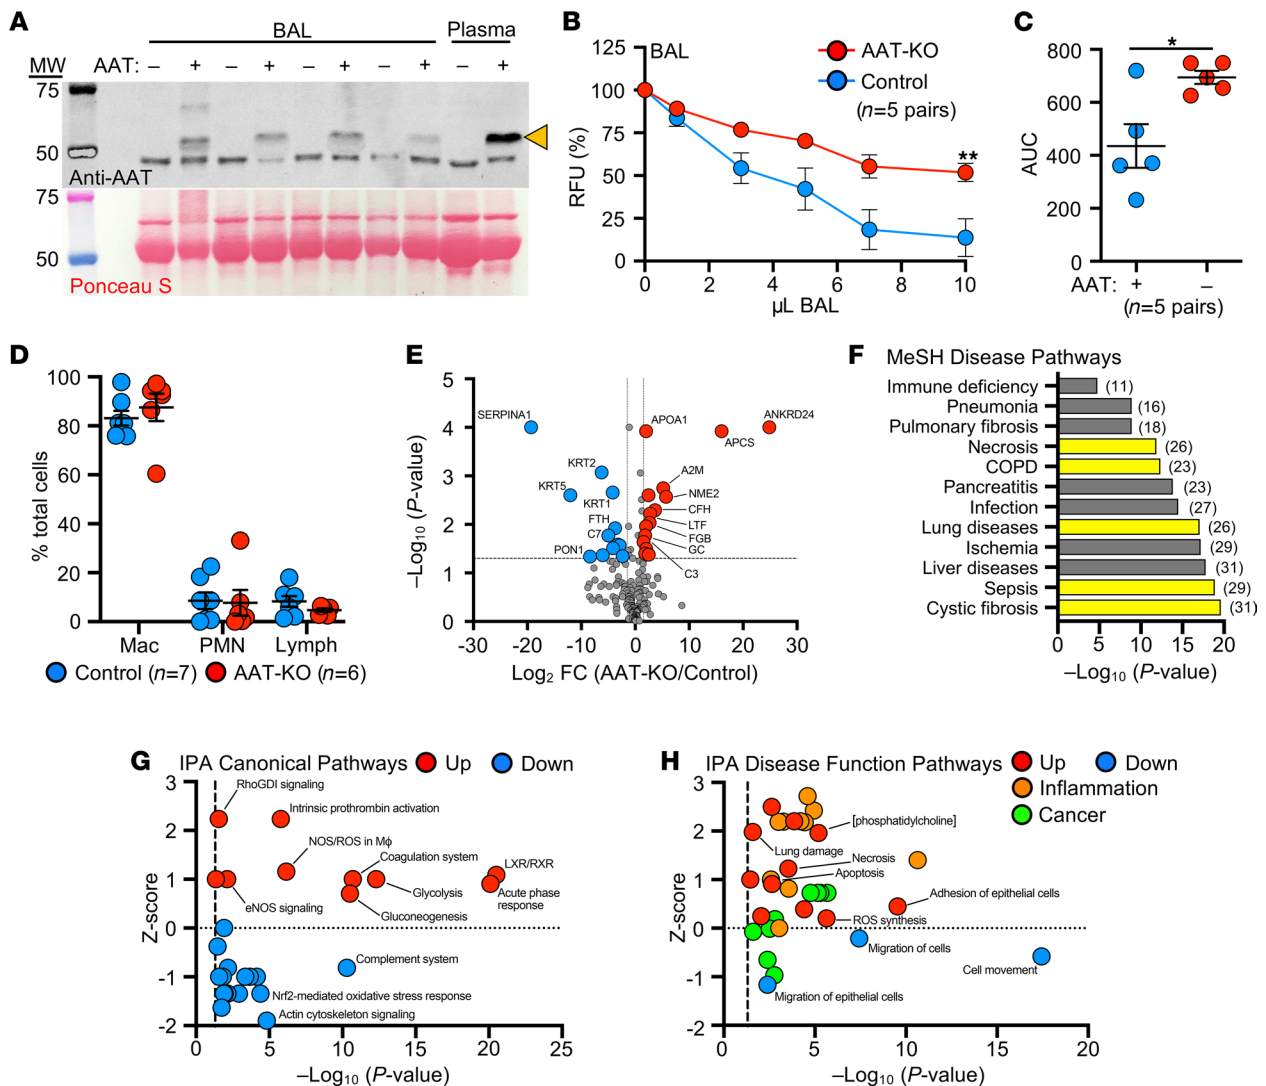 A
BAL
Plasma
MW
AAT: – + – + – + – + – +
75
50
Anti-AAT
75
50
Ponceau S
B
BAL
AAT-KO
Control
(n=5 pairs)
RFU (%)
125
100
75
50
25
0
**
0 2 4 6 8 10
µL BAL
C
*
AUC
800
600
400
200
0
AAT: + –
(n=5 pairs)
D
% total cells
100
80
60
40
20
0
Mac PMN Lymph
Control (n=7) AAT-KO (n=6)
E
–Log10 (P-value)
5
4
3
2
1
0
SERPINA1
APOA1
ANKRD24
APCS
KRT2
A2M
KRT5
NME2
KRT1
CFH
FTH
LTF
C7
FGB
PON1
GC
C3
-30 -20 -10 0 10 20 30
Log2 FC (AAT-KO/Control)
F
MeSH Disease Pathways
Immune deficiency (11)
Pneumonia (16)
Pulmonary fibrosis (18)
Necrosis (26)
COPD (23)
Pancreatitis (23)
Infection (27)
Lung diseases (26)
Ischemia (29)
Liver diseases (31)
Sepsis (29)
Cystic fibrosis (31)
0 5 10 15 20
–Log10 (P-value)
G
IPA Canonical Pathways Up Down
Z-score
3
2
1
0
-1
-2
RhoGDI signaling
Intrinsic prothrombin activation
NOS/ROS in Mϕ
Coagulation system
LXR/RXR
Glycolysis
Acute phase
response
eNOS signaling
Gluconeogenesis
Complement system
Nrf2-mediated oxidative stress response
Actin cytoskeleton signaling
0 5 10 15 20 25
–Log10 (P-value)
H
IPA Disease Function Pathways Up Down
Inflammation
Cancer
Z-score
3
2
1
0
-1
-2
[phosphatidylcholine]
Lung damage
Necrosis
Apoptosis
Adhesion of epithelial cells
ROS synthesis
Migration of cells
Cell movement
Migration of epithelial cells
0 5 10 15 20
–Log10 (P-value)